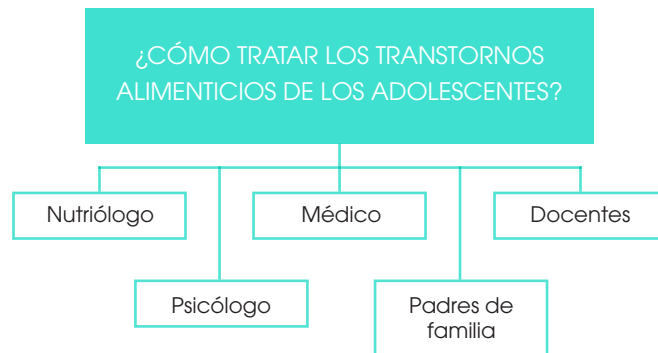 ¿CÓMO TRATAR LOS TRANSTORNOS
ALIMENTICIOS DE LOS ADOLESCENTES?
Nutriólogo
Médico
Docentes
Psicólogo
Padres de
familia